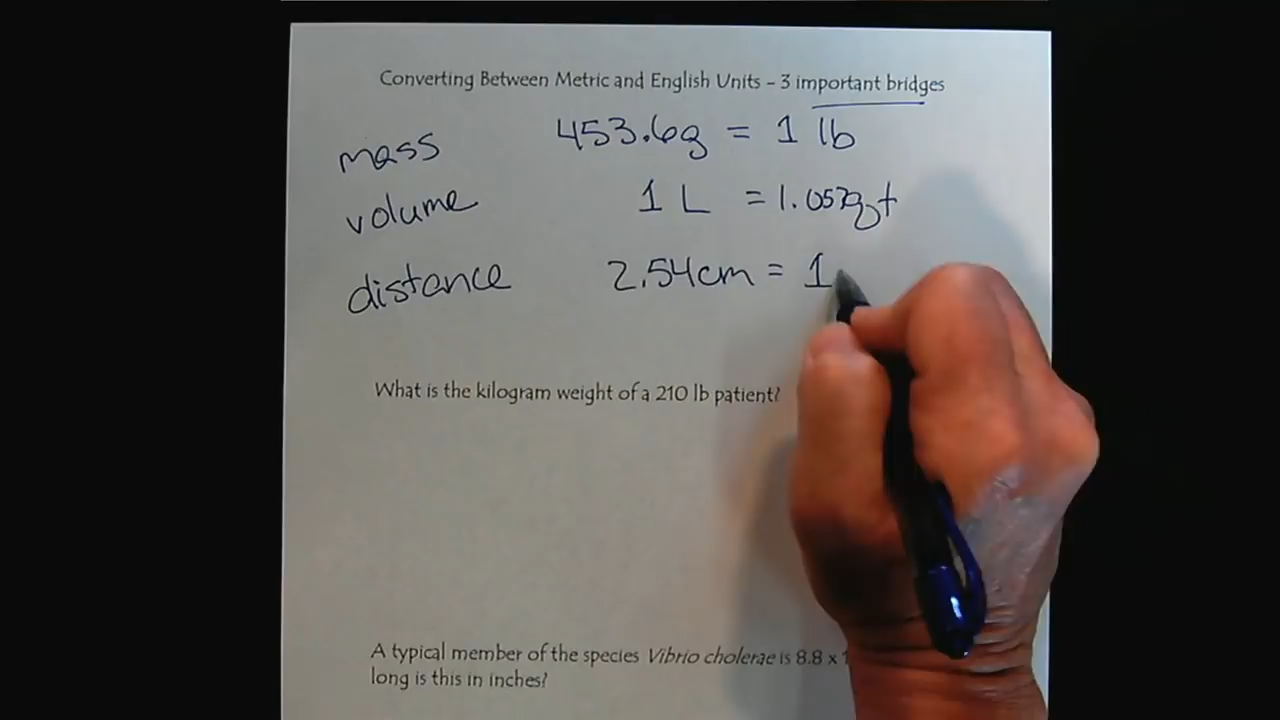 Converting Between Metric and English Units – 3 important bridges
mass 453.6g = 1 lb
volume 1 L = 1.057qt
distance 2.54cm = 1
What is the kilogram weight of a 210 lb patient?
A typical member of the species Vibrio cholerae is 8.8 x 1
long is this in inches?